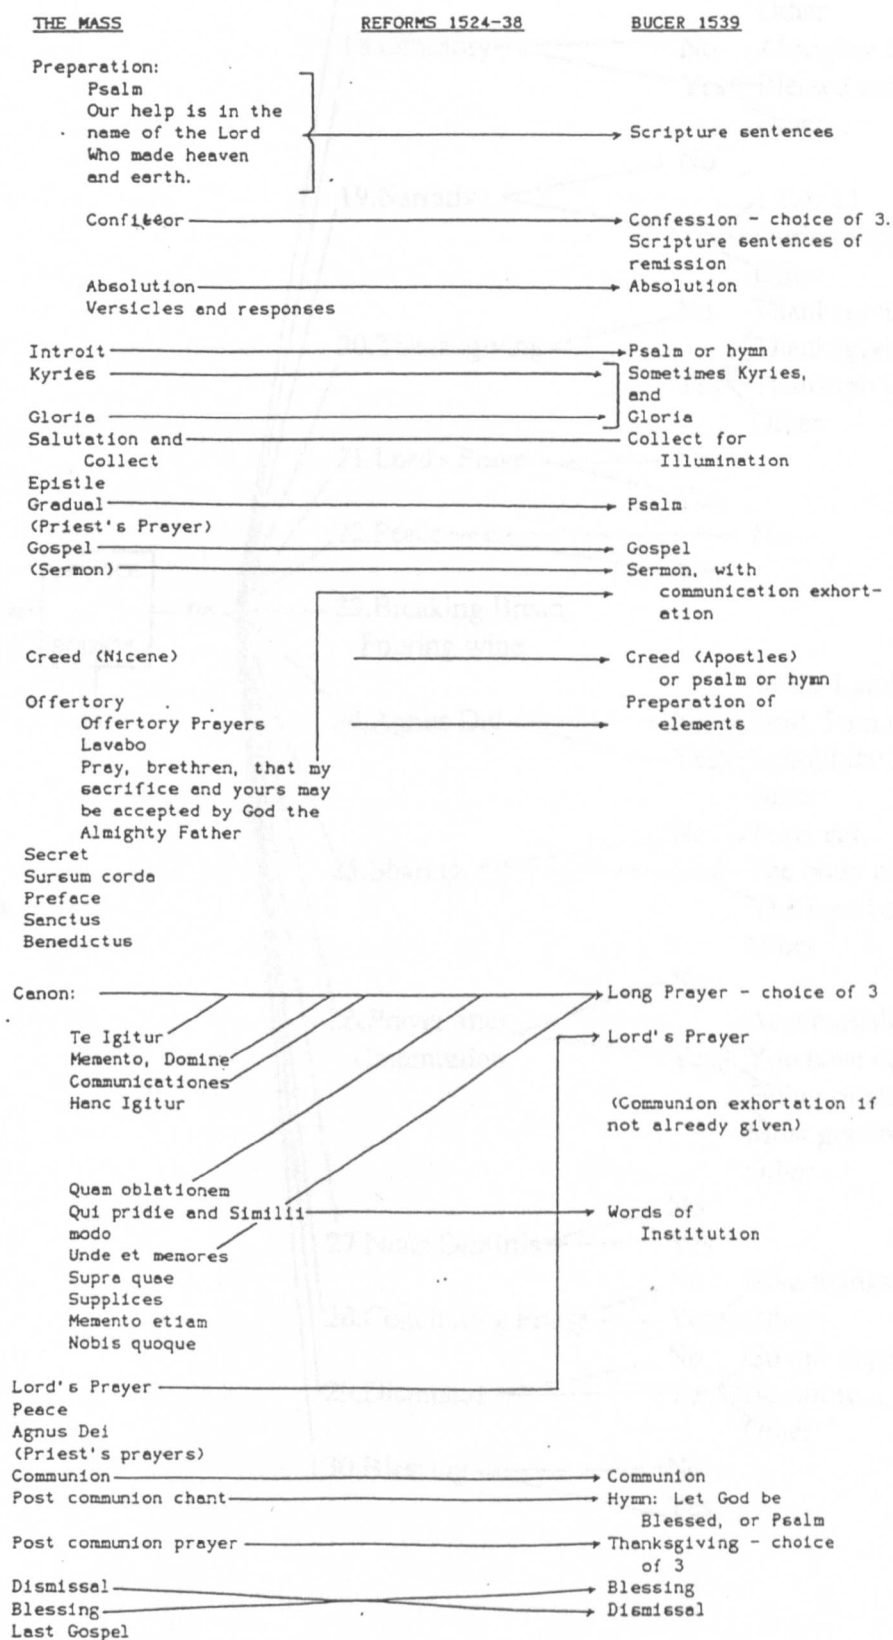 THE MASS REFORMS 1524-38 BUCER 1539
Preparation:
Psalm
Our help is in the
name of the Lord Scripture sentences
Who made heaven
and earth.
Confiteor Confession - choice of 3.
Scripture sentences of
remission
Absolution Absolution
Versicles and responses
Introit Psalm or hymn
Kyries Sometimes Kyries,
and
Gloria Gloria
Salutation and Collect for
Collect Illumination
Epistle
Gradual Psalm
(Priest's Prayer)
Gospel Gospel
(Sermon) Sermon, with
communication exhort-
ation
Creed (Nicene) Creed (Apostles)
or psalm or hymn
Offertory Preparation of
Offertory Prayers elements
Lavabo
Pray, brethren, that my
sacrifice and yours may
be accepted by God the
Almighty Father
Secret
Sursum corda
Preface
Sanctus
Benedictus
Canon: Long Prayer - choice of 3
Te Igitur Lord's Prayer
Memento, Domine
Communicationes
Hanc Igitur (Communion exhortation if
not already given)
Quam oblationem
Qui pridie and Similii Words of
modo Institution
Unde et memores
Supra quae
Supplices
Memento etiam
Nobis quoque
Lord's Prayer
Peace
Agnus Dei
(Priest's prayers)
Communion Communion
Post communion chant Hymn: Let God be
Blessed, or Psalm
Post communion prayer Thanksgiving - choice
of 3
Dismissal Blessing
Blessing Dismissal
Last Gospel